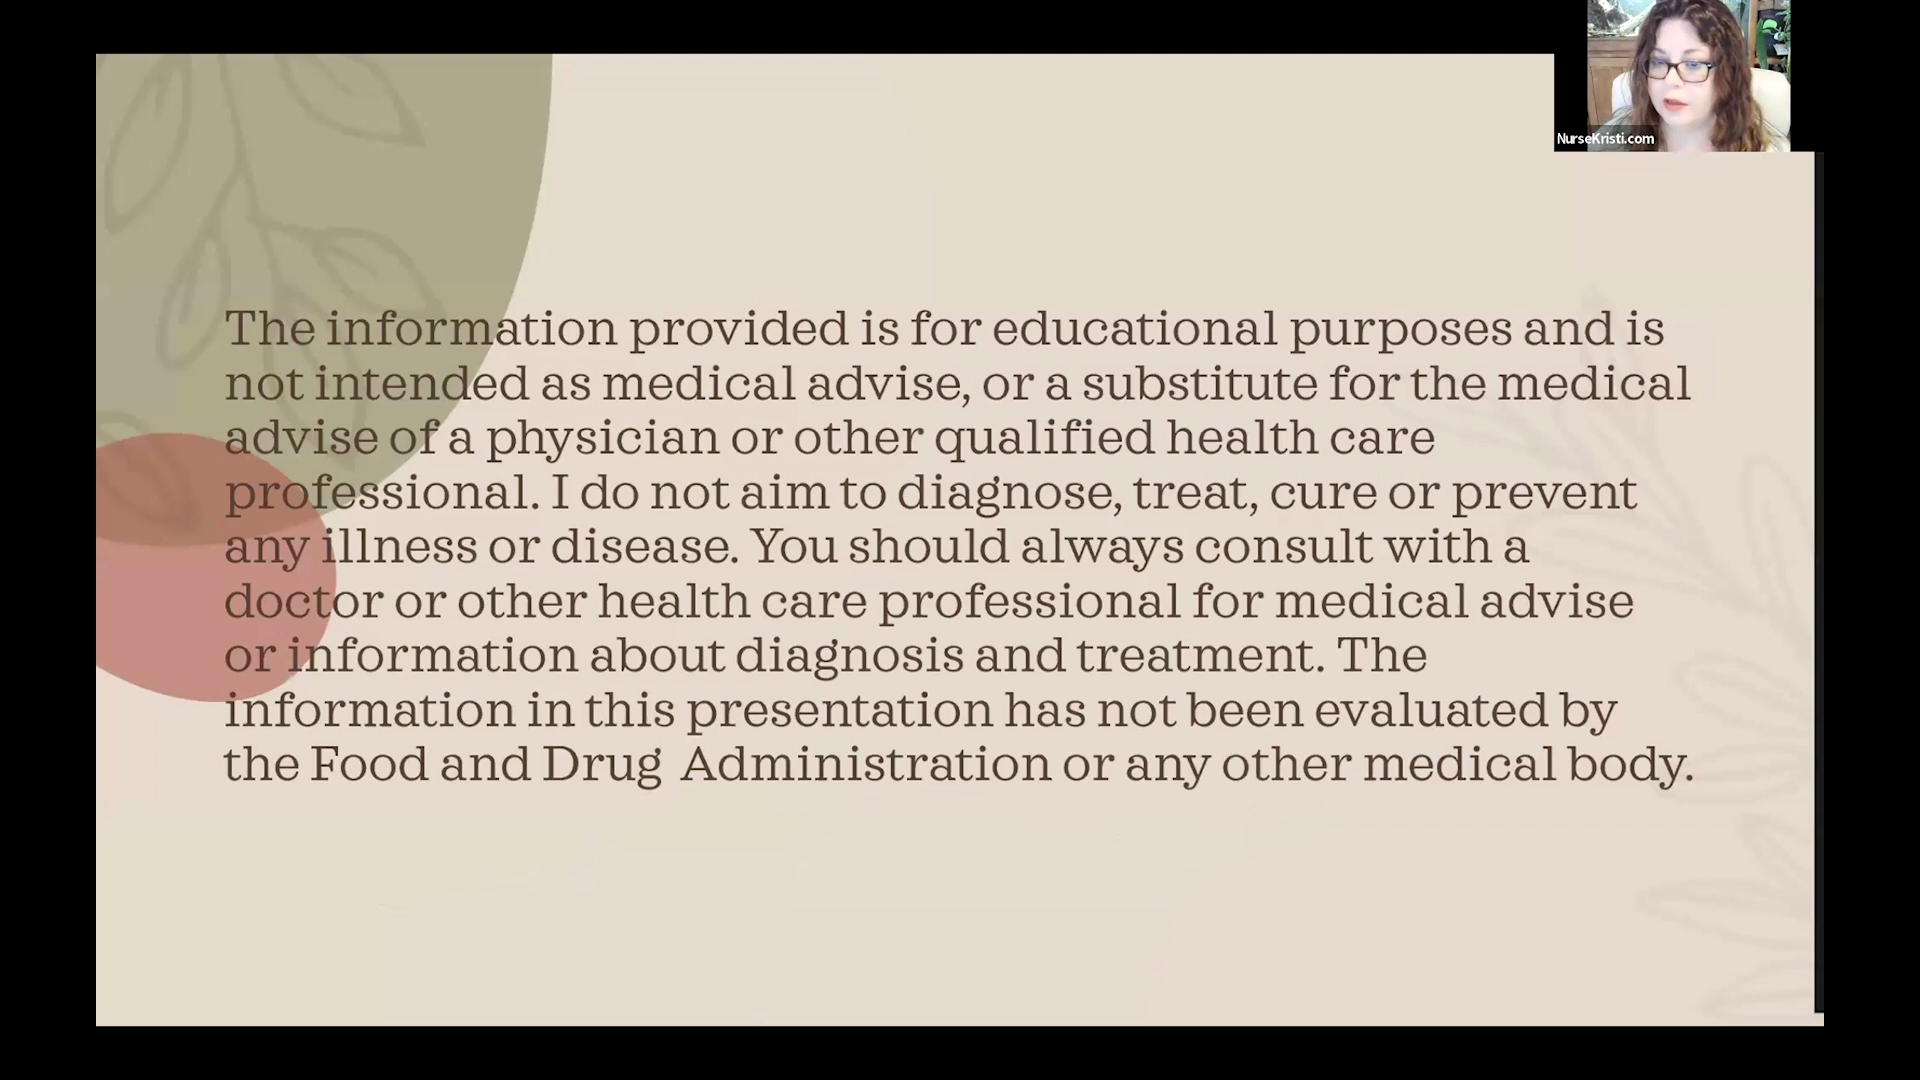 NurseKristi.com
The information provided is for educational purposes and is
not intended as medical advise, or a substitute for the medical
advise of a physician or other qualified health care
professional. I do not aim to diagnose, treat, cure or prevent
any illness or disease. You should always consult with a
doctor or other health care professional for medical advise
or information about diagnosis and treatment. The
information in this presentation has not been evaluated by
the Food and Drug Administration or any other medical body.